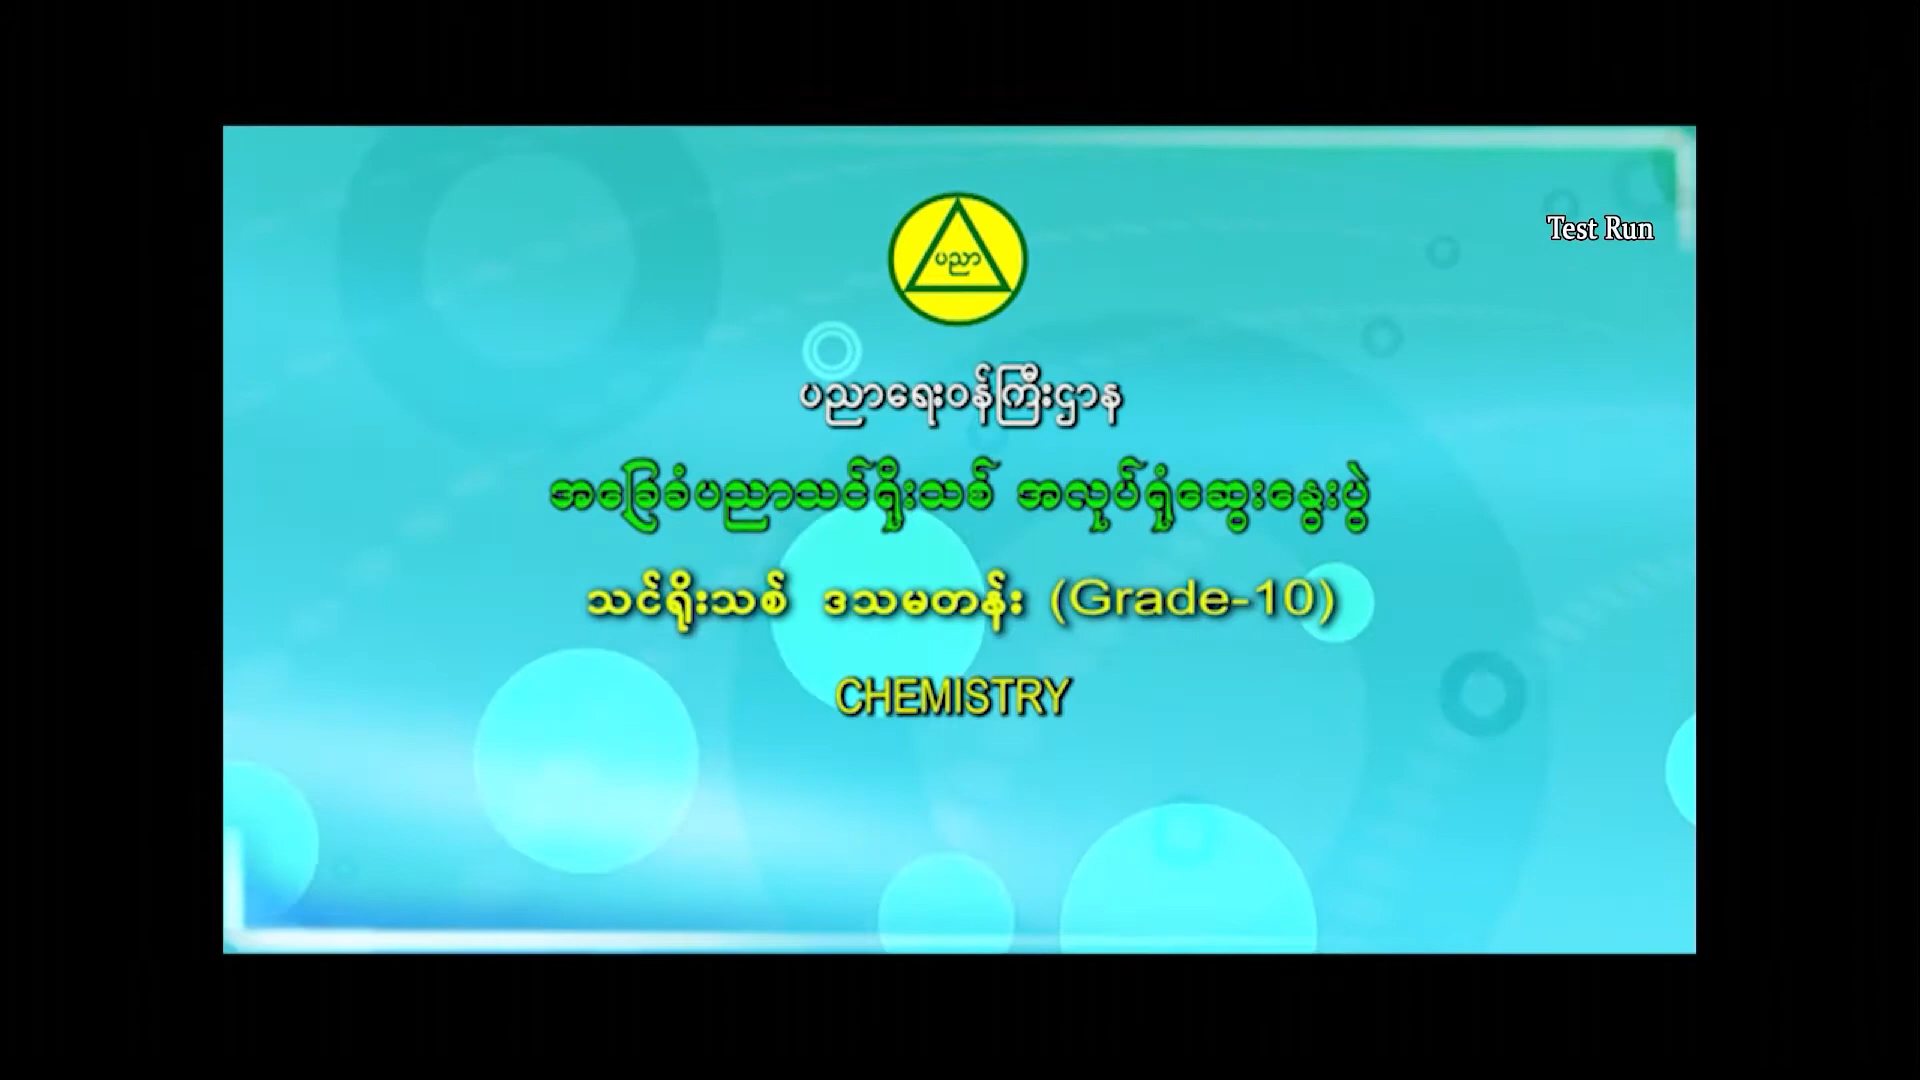 Test Run
ပညာ
ပညာရေးဝန်ကြီးဌာန
အခြေခံပညာသင်ရိုးသစ် အလုပ်ရုံဆွေးနွေးပွဲ
သင်ရိုးသစ် ဒသမတန်း (Grade-10)
CHEMISTRY